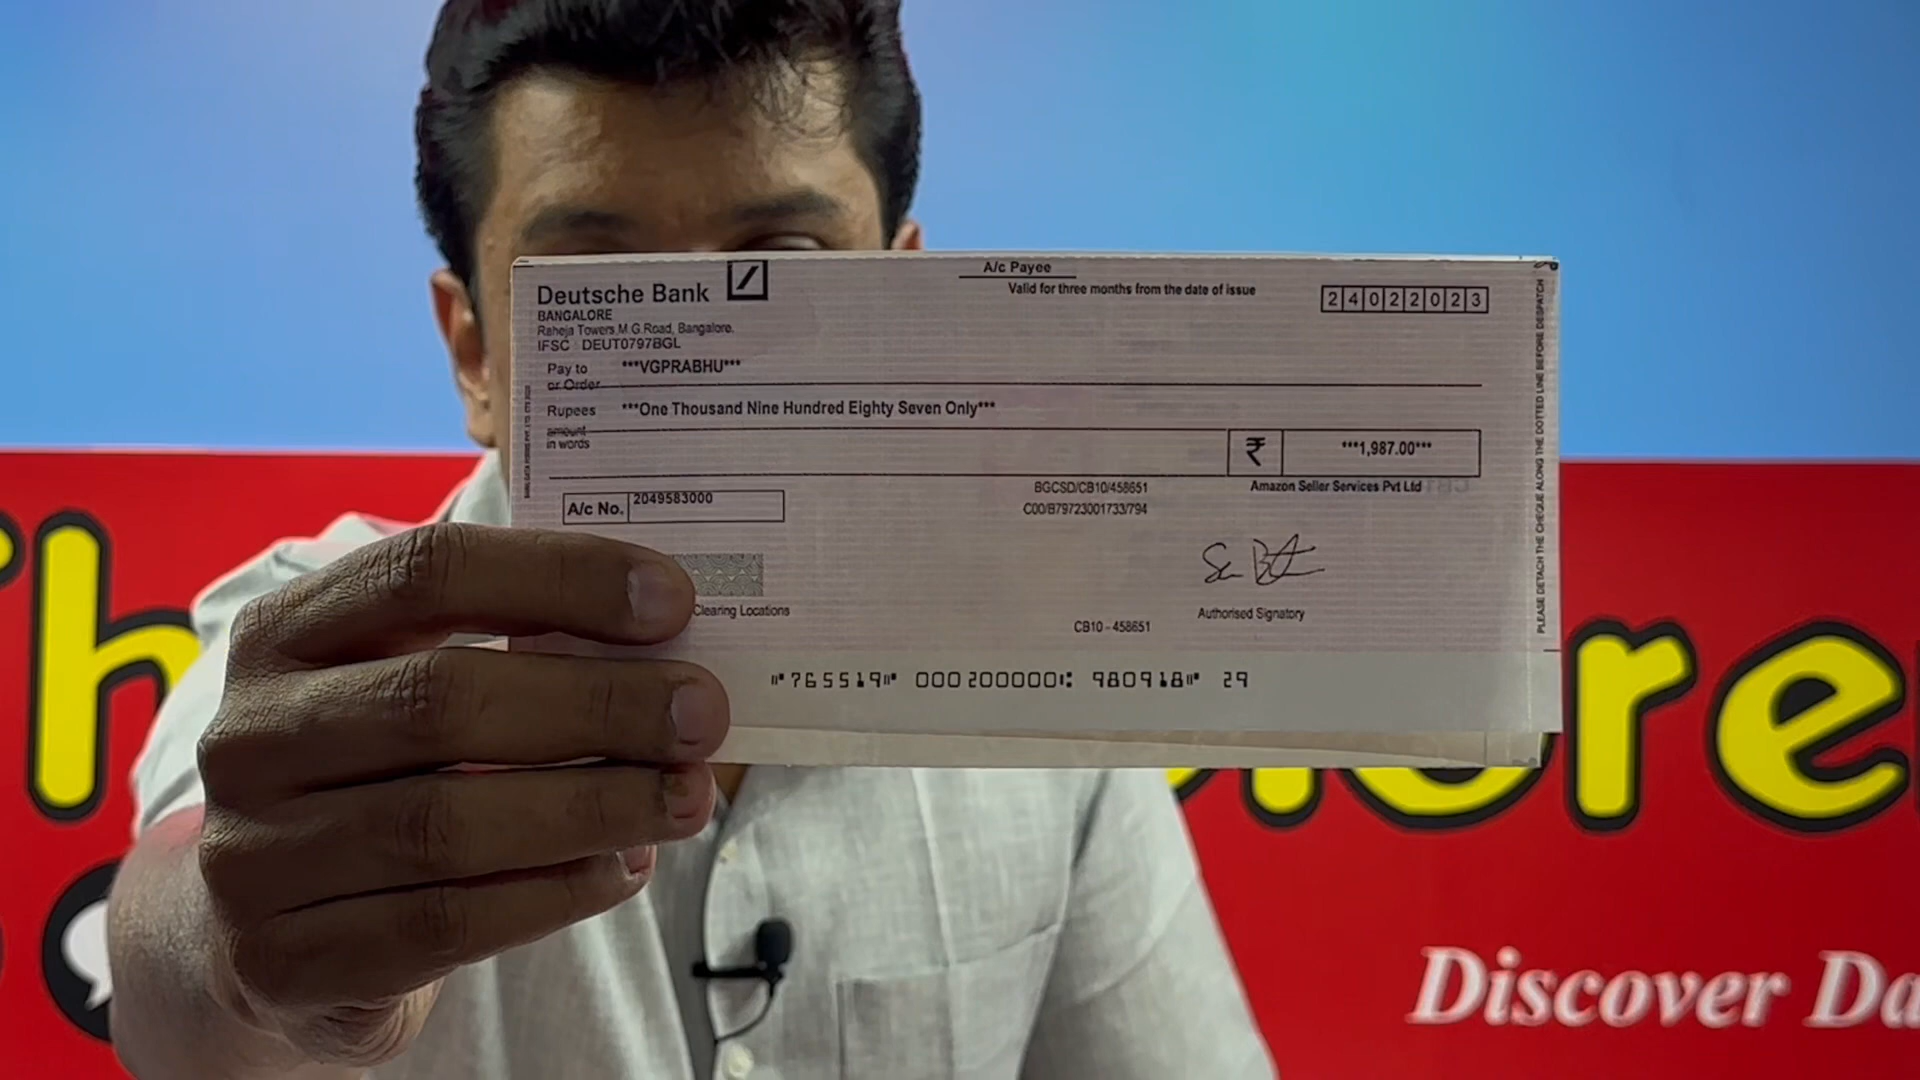 A/c Payee
Valid for three months from the date of issue
24022023
Deutsche Bank
BANGALORE
Raheja Towers,M.G.Road, Bangalore.
IFSC DEUT0797BGL
Pay to ***VGPRABHU***
or Order
Rupees ***One Thousand Nine Hundred Eighty Seven Only***
amount
in words
₹ ***1,987.00***
A/c No. 2049583000
BGCSD/CB10/458651
C00/B79723001733/794
Amazon Seller Services Pvt Ltd
Clearing Locations
CB10 - 458651
Authorised Signatory
⑈765519⑈ 000200000⑆ 980918⑈ 29
PLEASE DETACH THE CHEQUE ALONG THE DOTTED LINE BEFORE DESPATCH
Th
ore
Discover Da